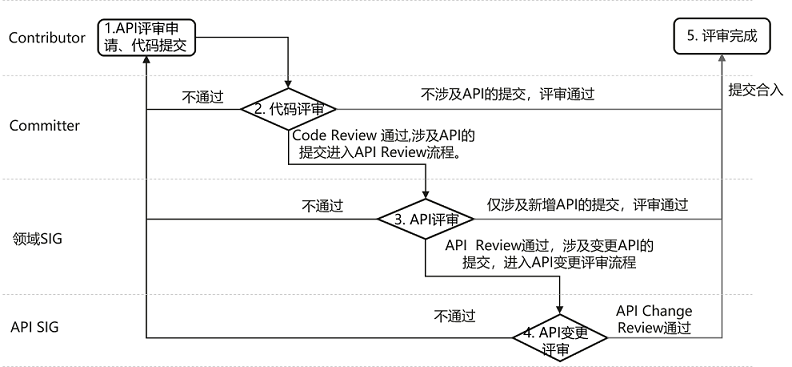 Contributor
1.API评审申
请、代码提交
5. 评审完成
提交合入
不通过
2. 代码评审
不涉及API的提交，评审通过
Committer
Code Review 通过,涉及API的
提交进入API Review流程。
不通过
3. API评审
仅涉及新增API的提交，评审通过
领域SIG
API  Review通过，涉及变更API的
提交，进入API变更评审流程
API SIG
不通过
4. API变更
评审
API Change
Review通过